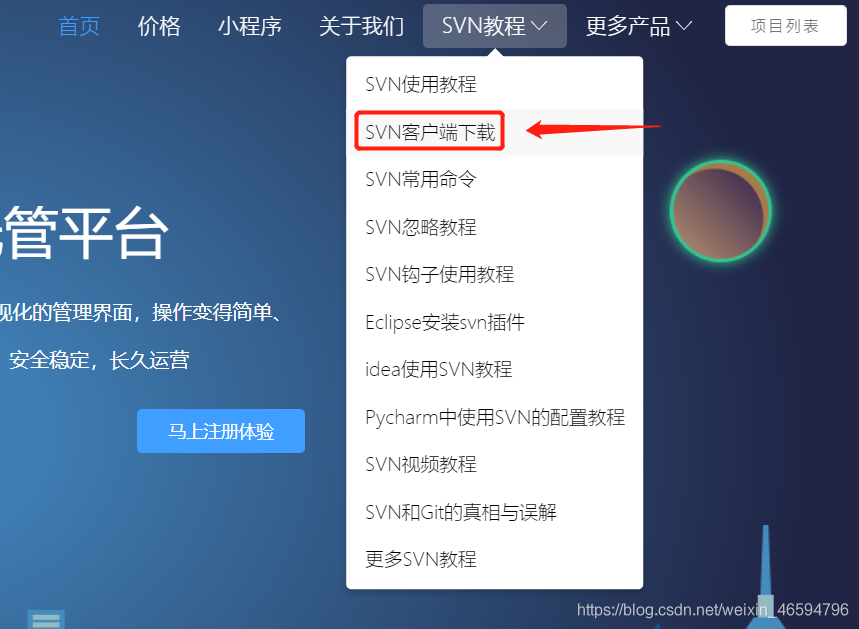 首页 价格 小程序 关于我们 SVN教程 更多产品 项目列表
SVN使用教程
SVN客户端下载
SVN常用命令
SVN忽略教程
SVN钩子使用教程
Eclipse安装svn插件
idea使用SVN教程
Pycharm中使用SVN的配置教程
SVN视频教程
SVN和Git的真相与误解
更多SVN教程
管平台
视化的管理界面，操作变得简单、
安全稳定，长久运营
马上注册体验
https://blog.csdn.net/weixin_46594796